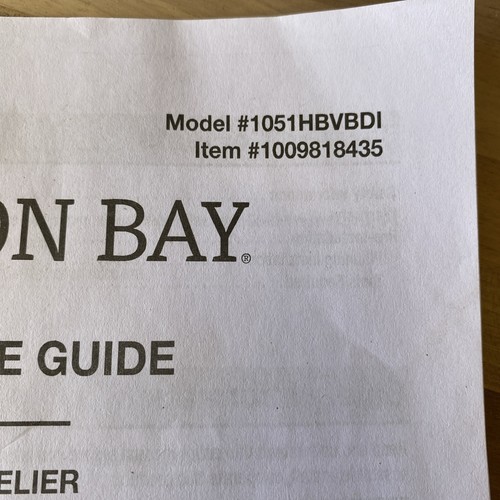 Model #1051HBVBDI
Item #1009818435
ON BAY®
E GUIDE
ELIER